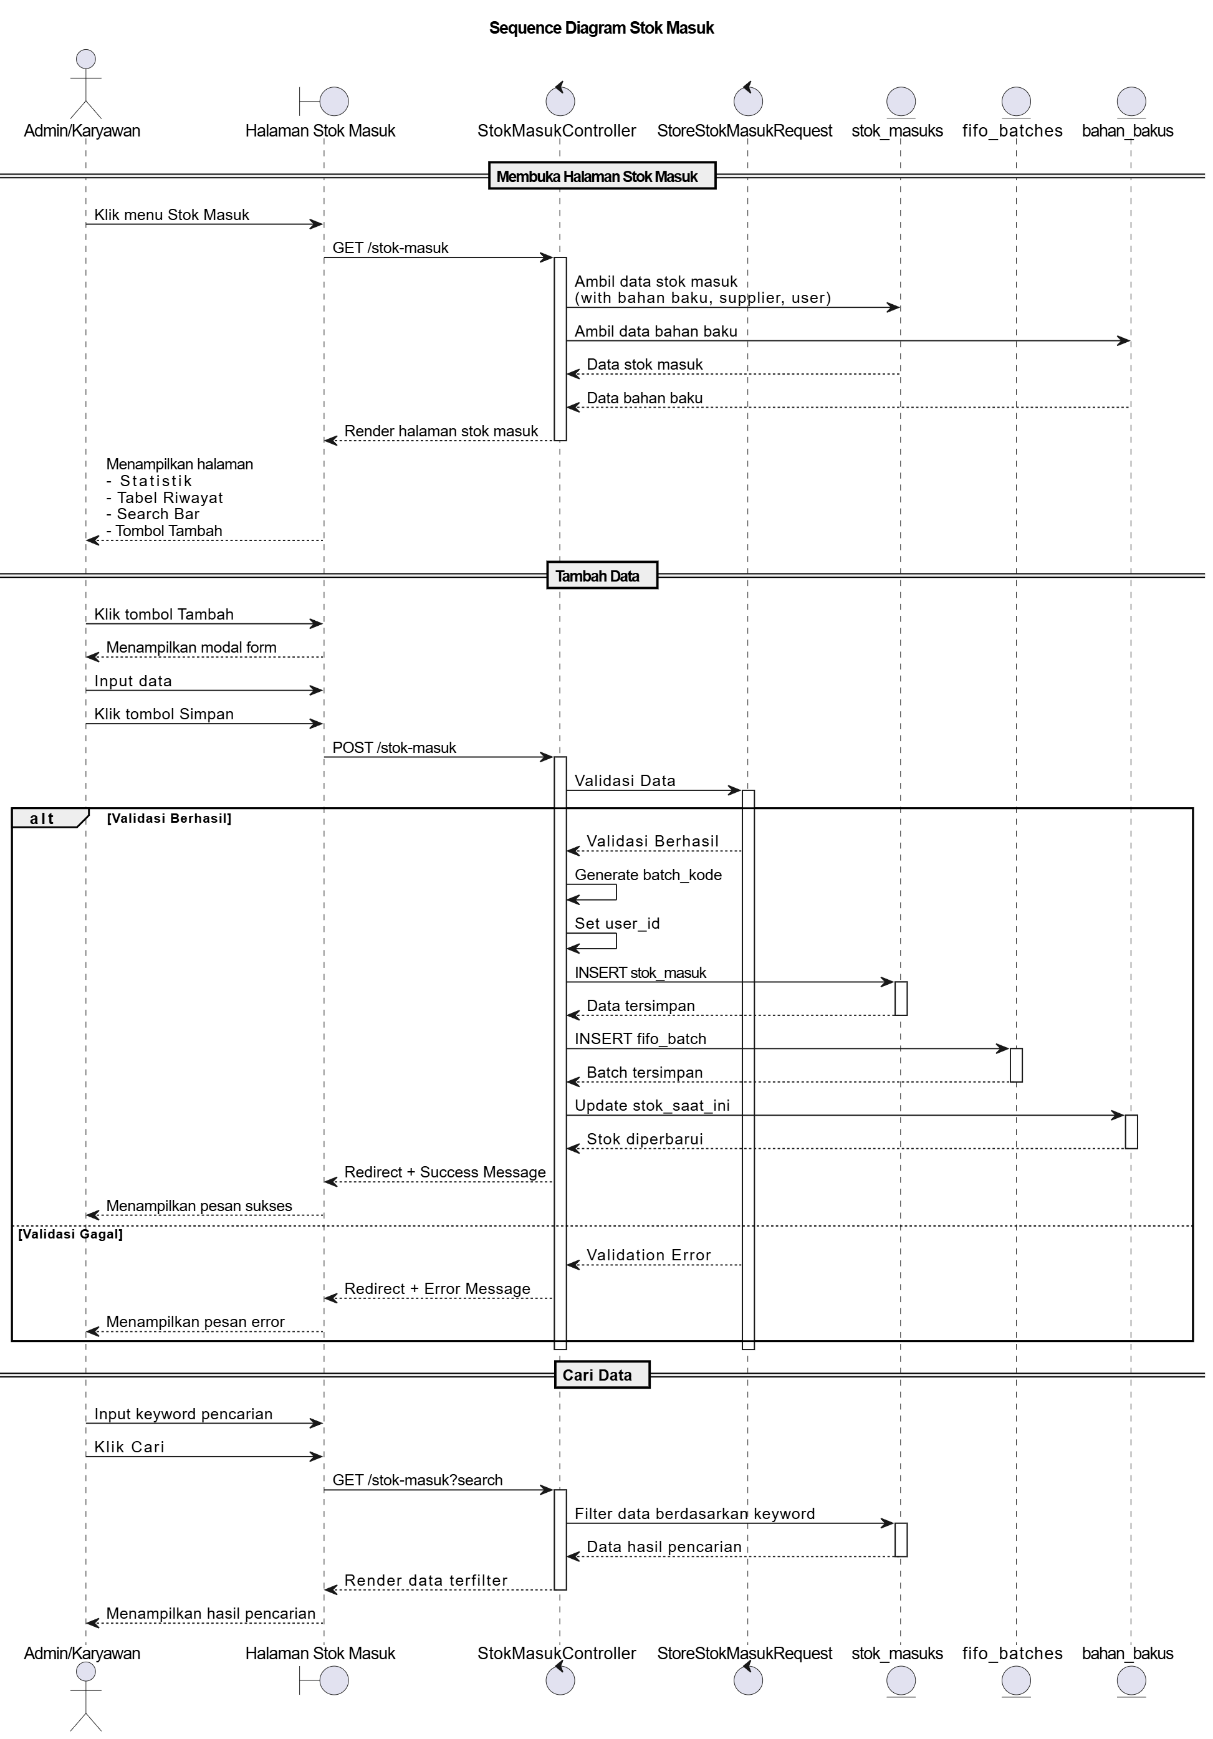 Sequence Diagram Stok Masuk
Admin/Karyawan
Halaman Stok Masuk
StokMasukController
StoreStokMasukRequest
stok_masuks
fifo_batches
bahan_bakus
Membuka Halaman Stok Masuk
Klik menu Stok Masuk
GET /stok-masuk
Ambil data stok masuk
(with bahan baku, supplier, user)
Ambil data bahan baku
Data stok masuk
Data bahan baku
Render halaman stok masuk
Menampilkan halaman
- Statistik
- Tabel Riwayat
- Search Bar
- Tombol Tambah
Tambah Data
Klik tombol Tambah
Menampilkan modal form
Input data
Klik tombol Simpan
POST /stok-masuk
Validasi Data
alt
[Validasi Berhasil]
Validasi Berhasil
Generate batch_kode
Set user_id
INSERT stok_masuk
Data tersimpan
INSERT fifo_batch
Batch tersimpan
Update stok_saat_ini
Stok diperbarui
Redirect + Success Message
Menampilkan pesan sukses
[Validasi Gagal]
Validation Error
Redirect + Error Message
Menampilkan pesan error
Cari Data
Input keyword pencarian
Klik Cari
GET /stok-masuk?search
Filter data berdasarkan keyword
Data hasil pencarian
Render data terfilter
Menampilkan hasil pencarian
Admin/Karyawan
Halaman Stok Masuk
StokMasukController
StoreStokMasukRequest
stok_masuks
fifo_batches
bahan_bakus